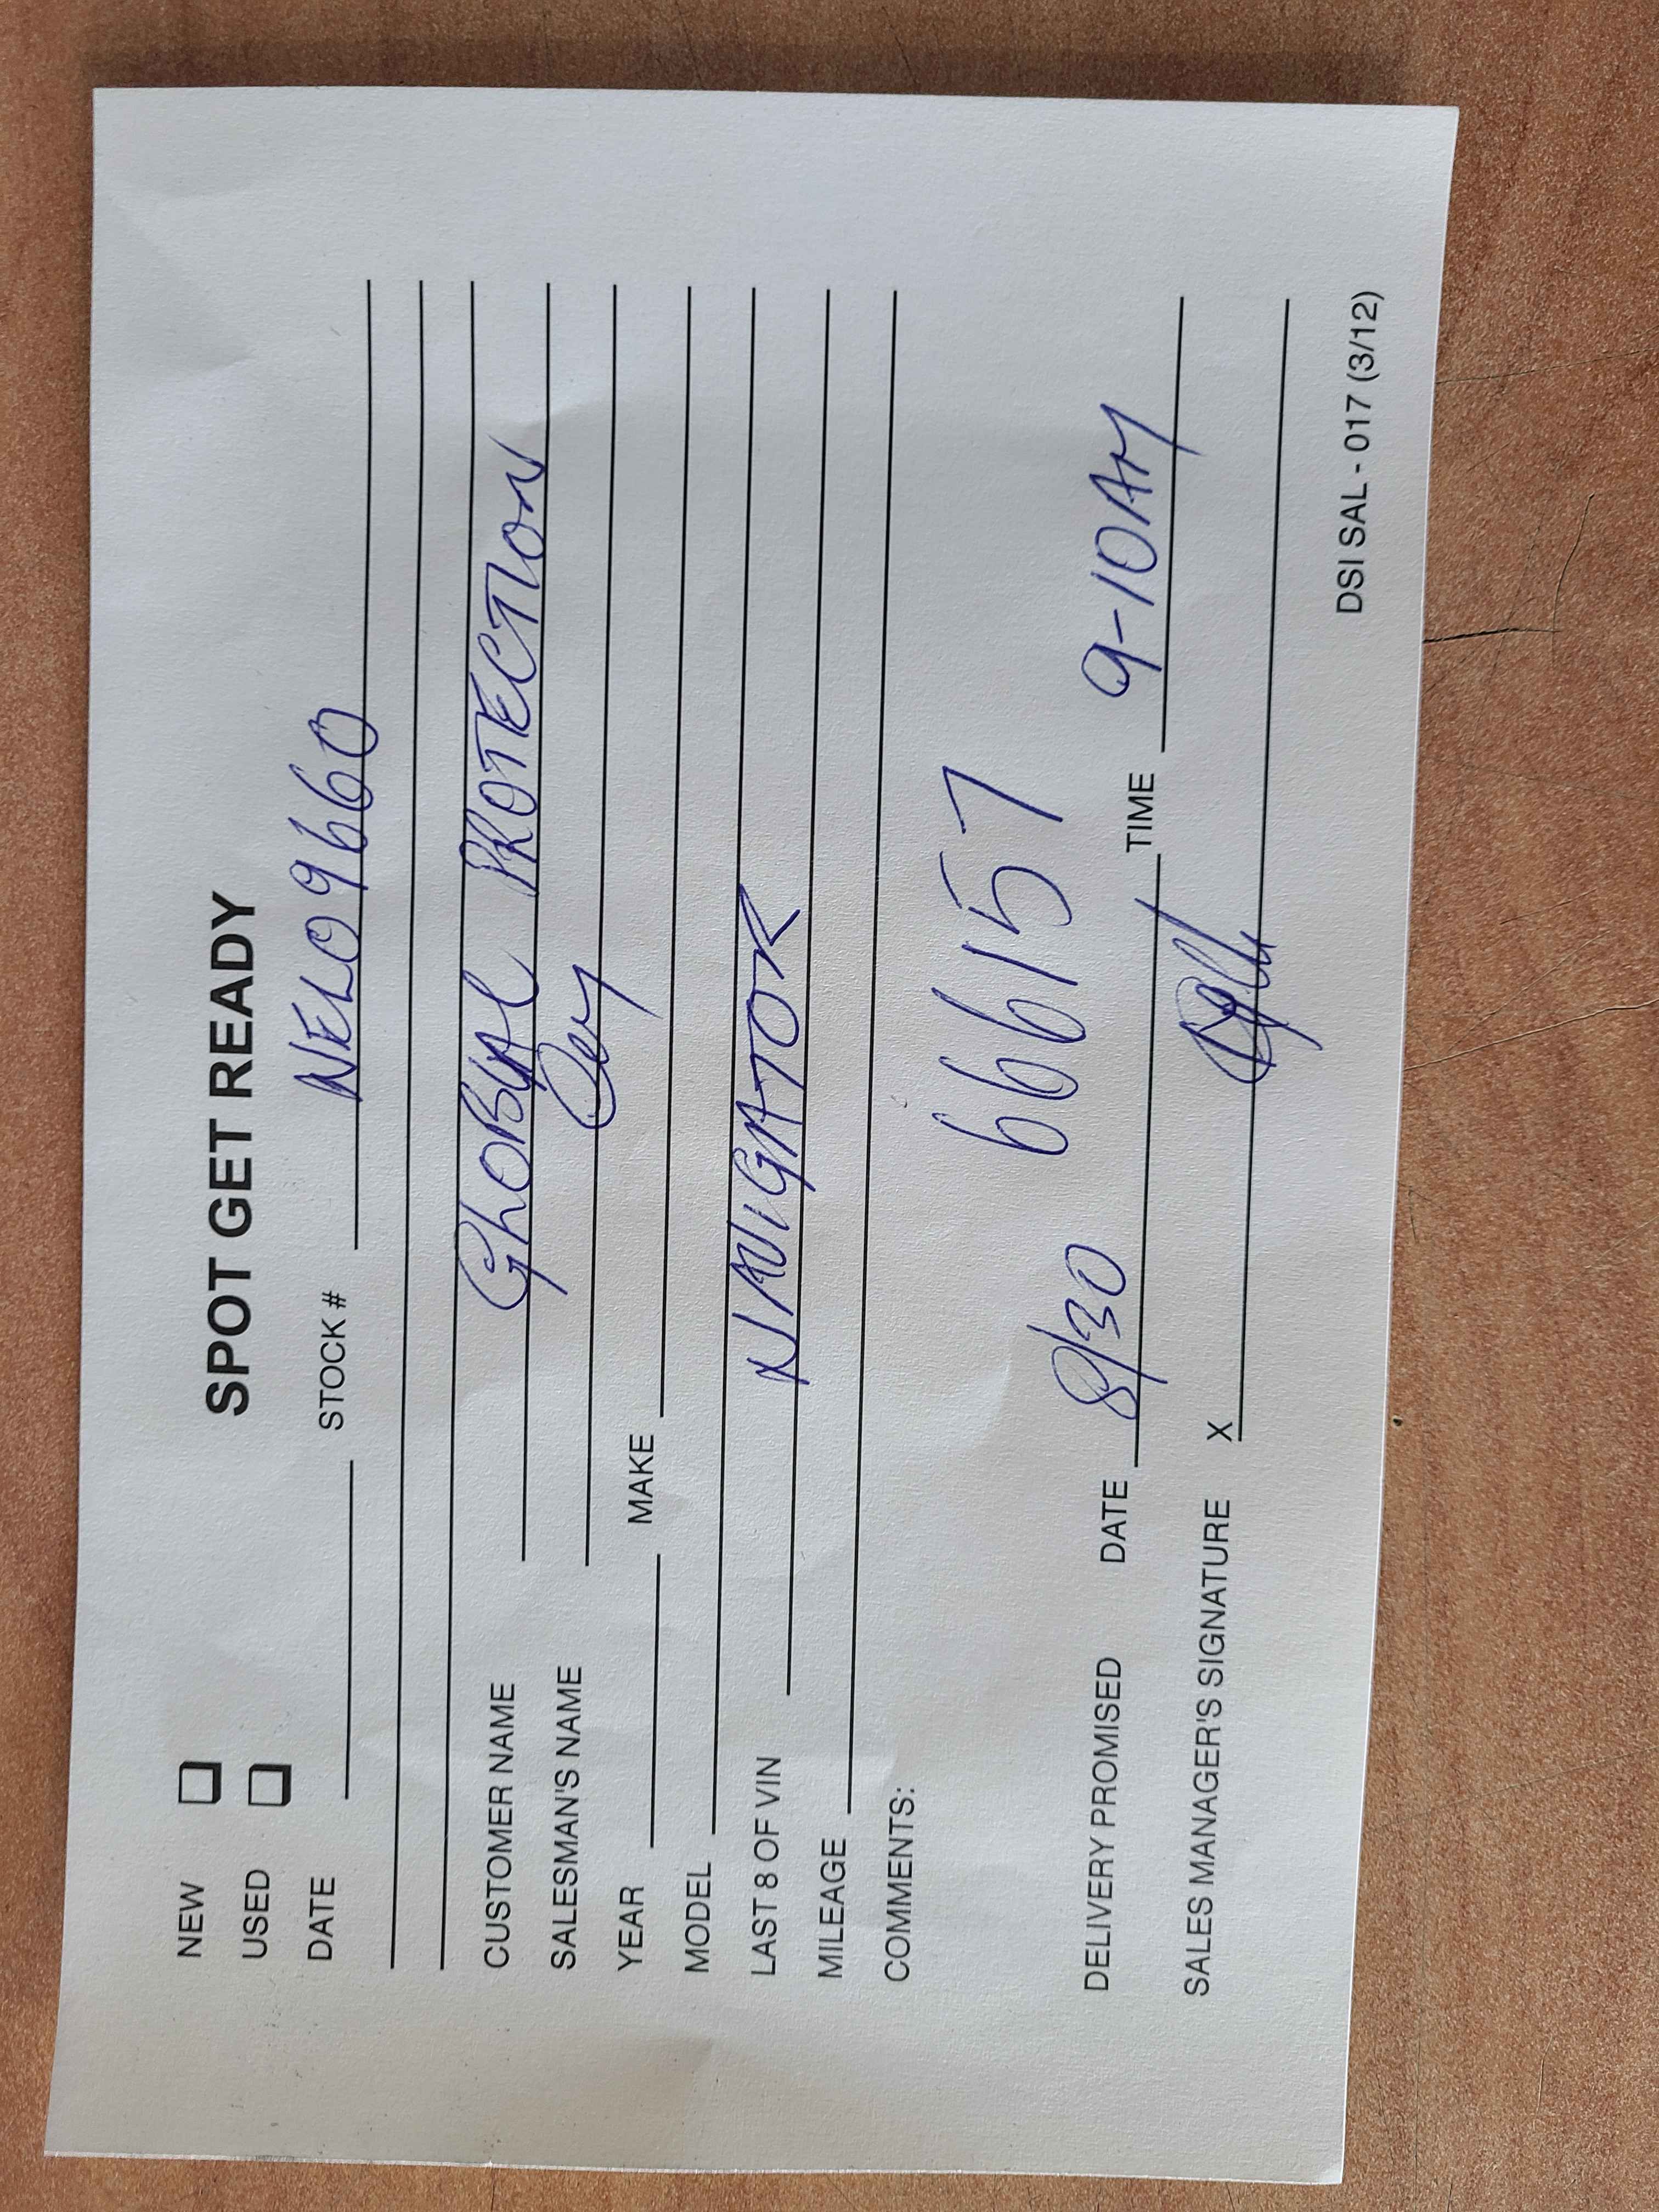 SPOT GET READY
NEW
USED
DATE STOCK # NEL09660
CUSTOMER NAME GLOBAL PROTECTION
SALESMAN'S NAME
YEAR MAKE
MODEL
LAST 8 OF VIN NAVIGATOR
MILEAGE
COMMENTS:
66157
DELIVERY PROMISED DATE 8/30 TIME 9-10AM
SALES MANAGER'S SIGNATURE X
DSI SAL - 017 (3/12)